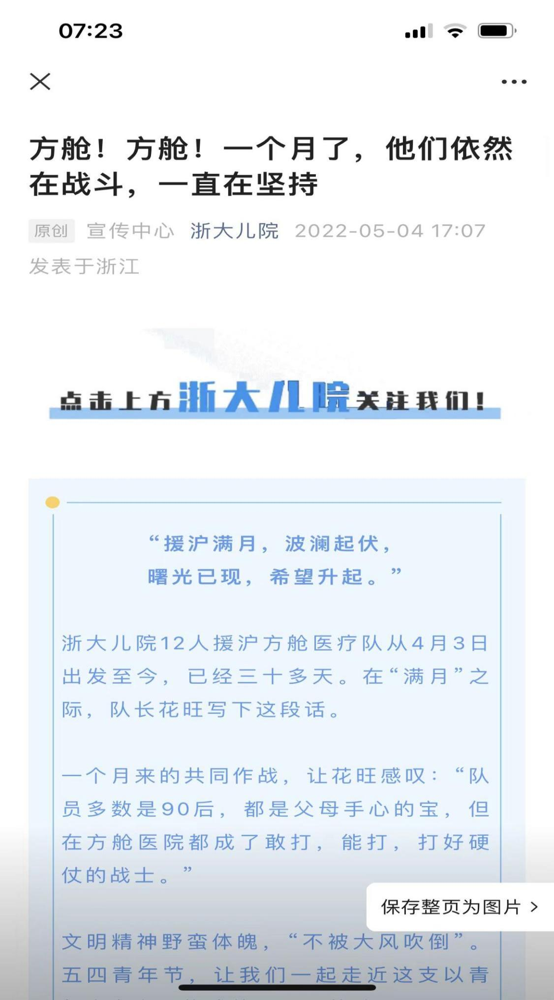 07:23
方舱！方舱！一个月了，他们依然
在战斗，一直在坚持
原创 宣传中心 浙大儿院 2022-05-04 17:07
发表于浙江
点击上方浙大儿院关注我们！
“援沪满月，波澜起伏，
曙光已现，希望升起。”
浙大儿院12人援沪方舱医疗队从4月3日
出发至今，已经三十多天。在“满月”之
际，队长花旺写下这段话。
一个月来的共同作战，让花旺感叹：“队
员多数是90后，都是父母手心的宝，但
在方舱医院都成了敢打，能打，打好硬
仗的战士。”
保存整页为图片 >
文明精神野蛮体魄，“不被大风吹倒”。
五四青年节，让我们一起走近这支以青